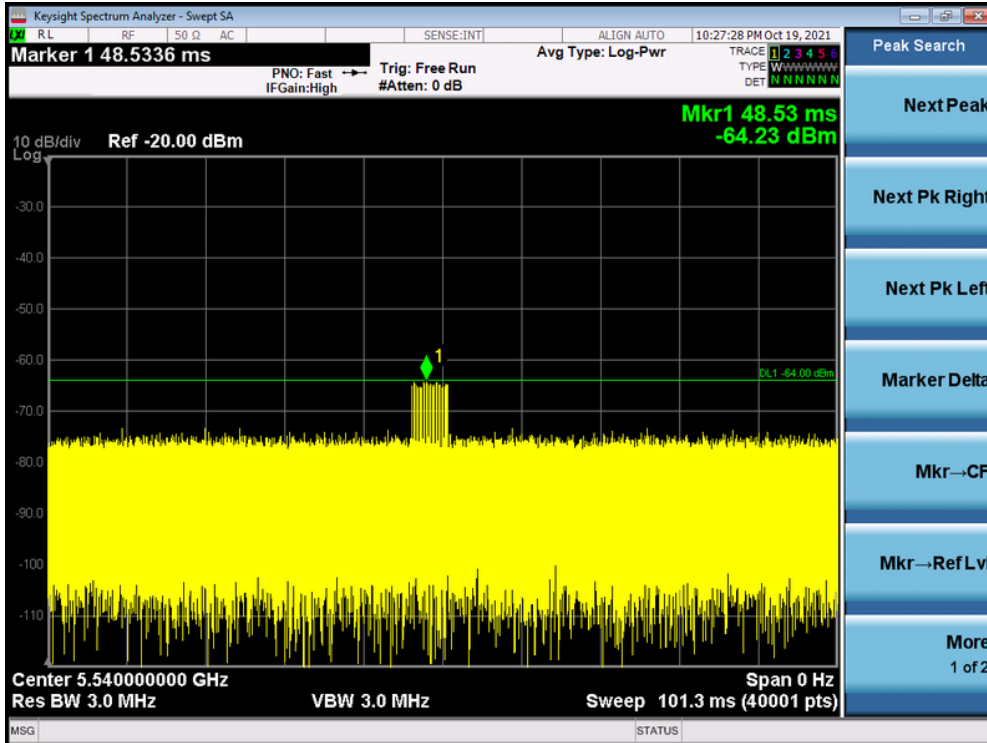 Keysight Spectrum Analyzer - Swept SA
LXI RL RF 50 Ω AC SENSE:INT ALIGN AUTO 10:27:28 PM Oct 19, 2021
Marker 1 48.5336 ms
PNO: Fast
IFGain:High
Trig: Free Run
#Atten: 0 dB
Avg Type: Log-Pwr
TRACE 1 2 3 4 5 6
TYPE WWWWWW
DET N N N N N N
Mkr1 48.53 ms
-64.23 dBm
10 dB/div Ref -20.00 dBm
Log
-30.0
-40.0
-50.0
-60.0
1
DL1 -64.00 dBm
-70.0
-80.0
-90.0
-100
-110
Center 5.540000000 GHz Span 0 Hz
Res BW 3.0 MHz VBW 3.0 MHz Sweep 101.3 ms (40001 pts)
MSG STATUS
Peak Search
Next Peak
Next Pk Right
Next Pk Left
Marker Delta
Mkr→CF
Mkr→Ref Lvl
More
1 of 2